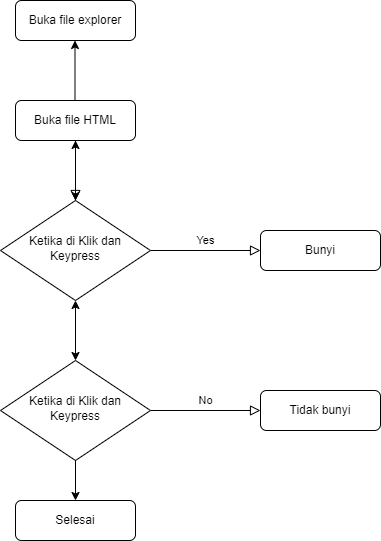 Buka file explorer
Buka file HTML
Ketika di Klik dan
Keypress
Yes
Bunyi
Ketika di Klik dan
Keypress
No
Tidak bunyi
Selesai